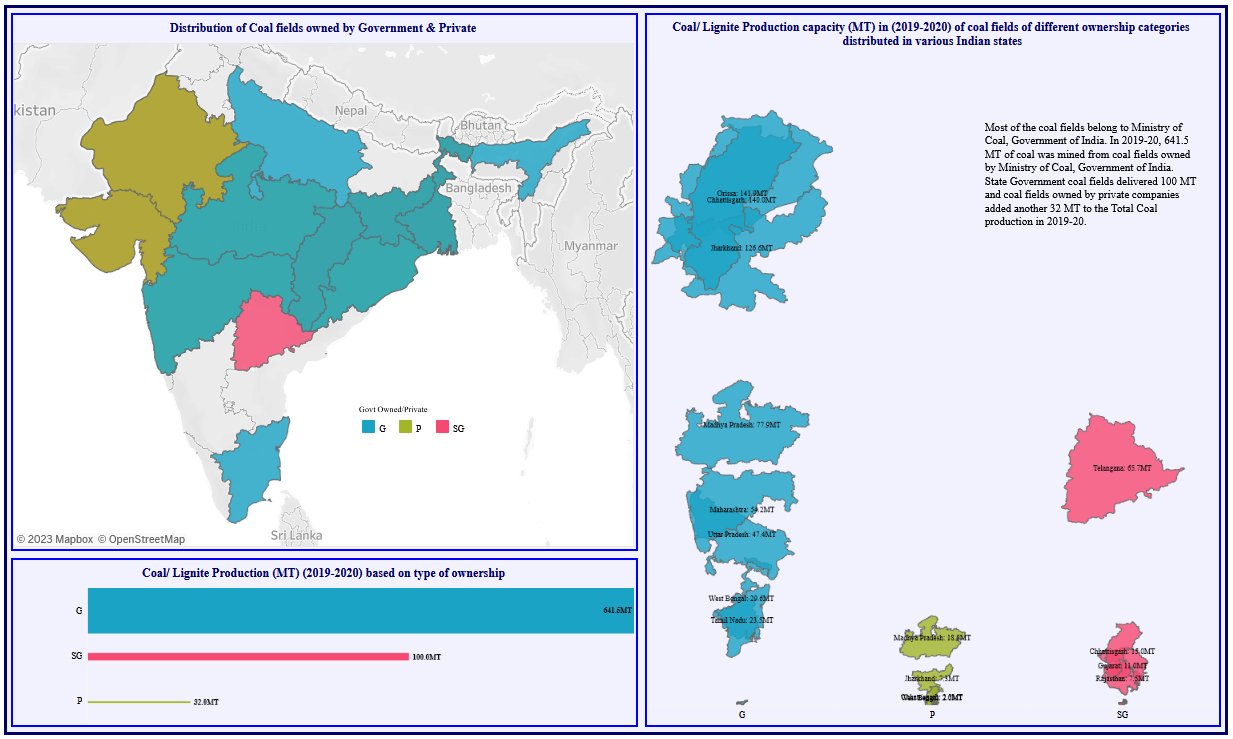 Distribution of Coal fields owned by Government & Private
kistan
Nepal
Bhutan
Bangladesh
Myanmar
Sri Lanka
Govt Owned/Private
G
P
SG
© 2023 Mapbox © OpenStreetMap
Coal/ Lignite Production (MT) (2019-2020) based on type of ownership
G
641.5MT
SG
100.0MT
P
32.0MT
Coal/ Lignite Production capacity (MT) in (2019-2020) of coal fields of different ownership categories
distributed in various Indian states
Most of the coal fields belong to Ministry of
Coal, Government of India. In 2019-20, 641.5
MT of coal was mined from coal fields owned
by Ministry of Coal, Government of India.
State Government coal fields delivered 100 MT
and coal fields owned by private companies
added another 32 MT to the Total Coal
production in 2019-20.
Orissa: 141.9MT
Chhattisgarh: 140.0MT
Jharkhand: 126.6MT
Madhya Pradesh: 77.9MT
Maharashtra: 54.2MT
Uttar Pradesh: 47.4MT
West Bengal: 29.6MT
Tamil Nadu: 23.5MT
Telangana: 65.7MT
Madhya Pradesh: 18.8MT
Jharkhand: 7.3MT
West Bengal:
Chhattisgarh: 15.0MT
Gujarat: 11.0MT
Rajasthan: 7.5MT
G
P
SG